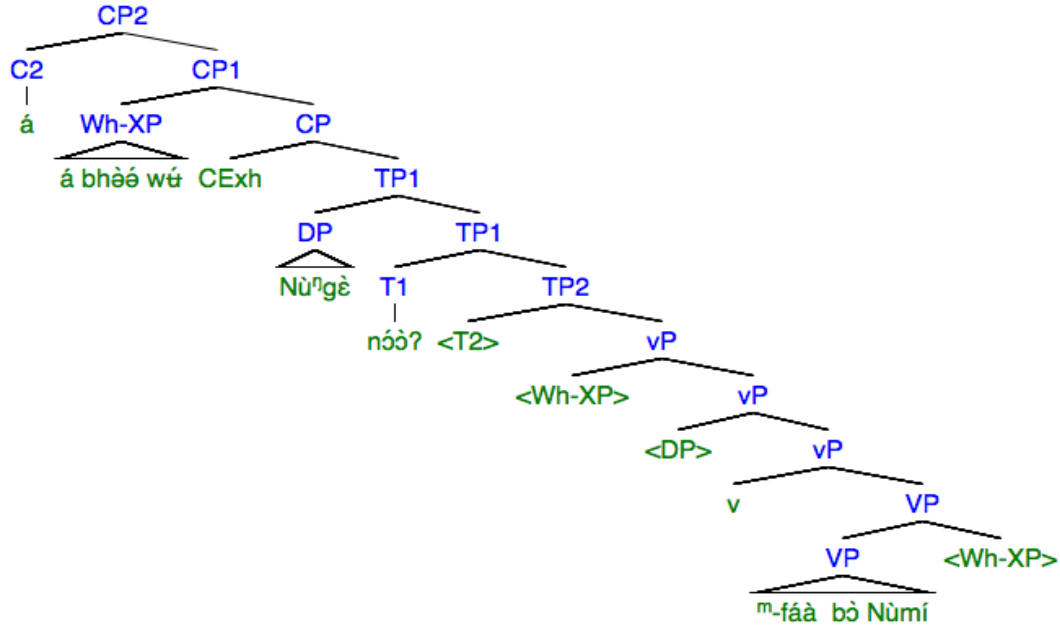 CP2
C2 CP1
á Wh-XP CP
á bhə̀ə́ wʉ́ CExh TP1
DP TP1
Nùᵑgɛ̀ T1 TP2
nɔ́ɔ̀? <T2> vP
<Wh-XP> vP
<DP> vP
v VP
VP <Wh-XP>
ᵐ-fáà bɔ̀ Nùmí